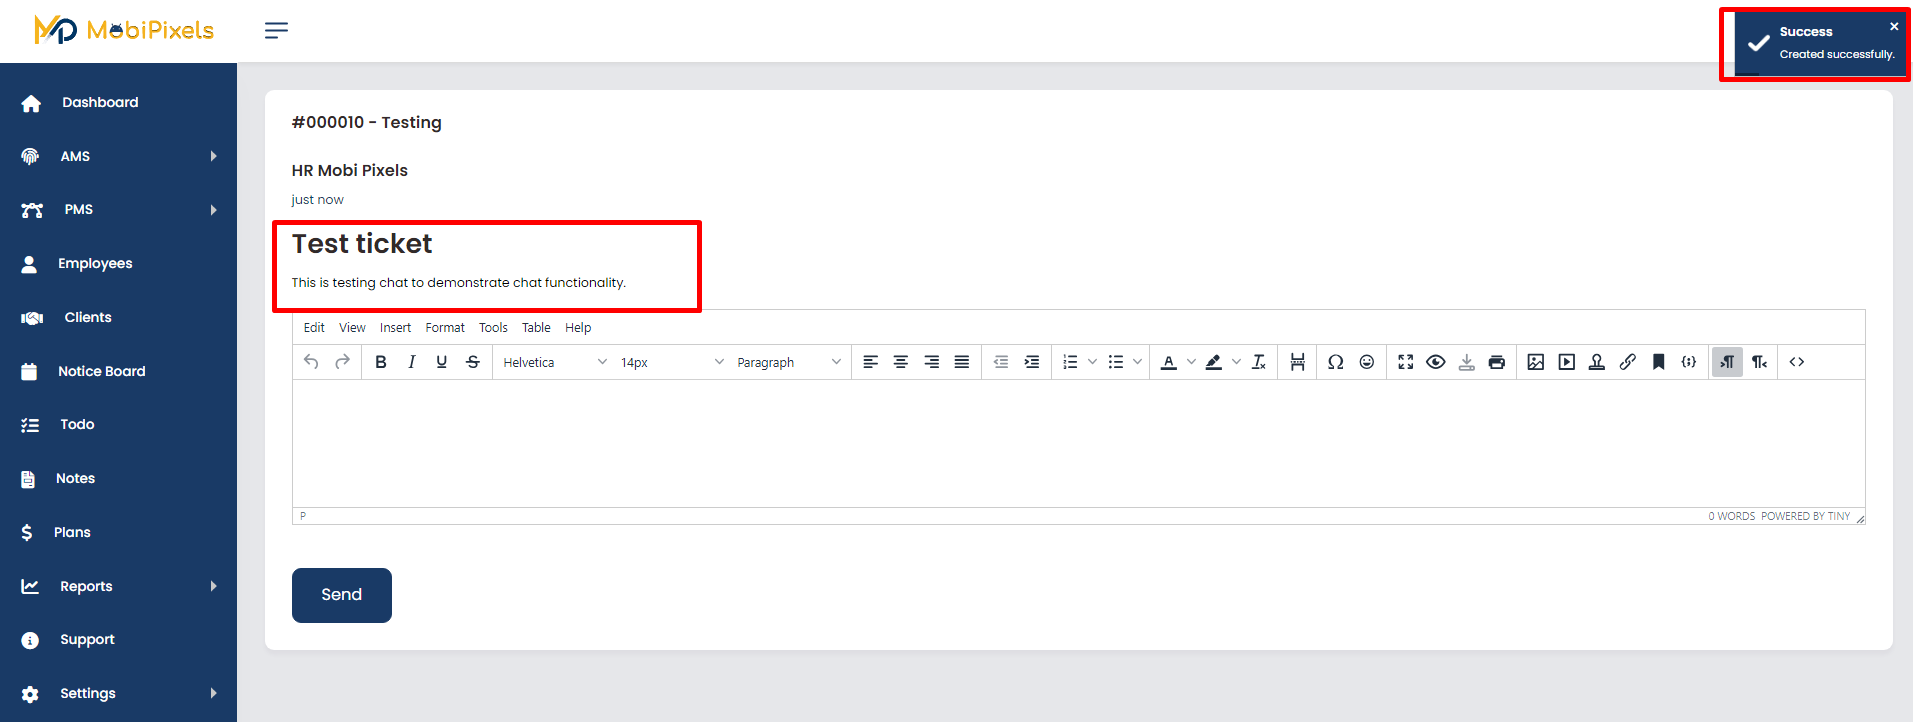 MobiPixels
Success
Created successfully.
Dashboard
AMS
PMS
Employees
Clients
Notice Board
Todo
Notes
Plans
Reports
Support
Settings
#000010 - Testing
HR Mobi Pixels
just now
Test ticket
This is testing chat to demonstrate chat functionality.
Edit View Insert Format Tools Table Help
Helvetica 14px Paragraph
P
0 WORDS POWERED BY TINY
Send